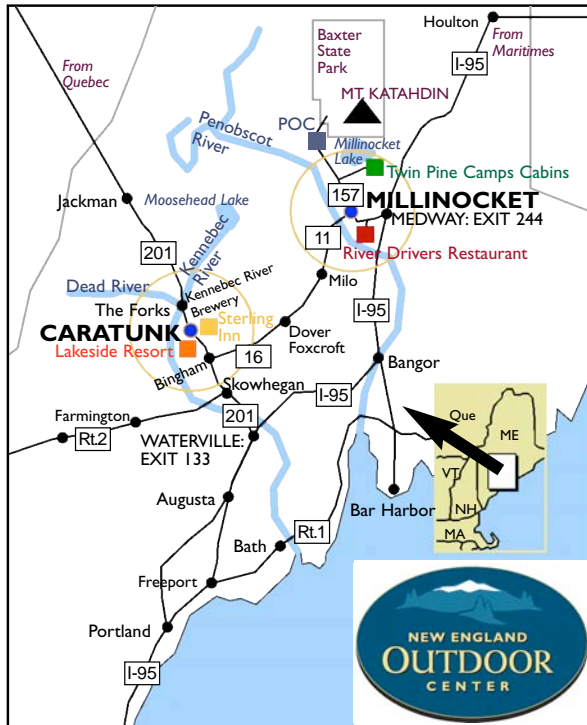 Houlton
From
Maritimes
I-95
Baxter
State
Park
MT. KATAHDIN
From
Quebec
Penobscot
River
POC
Millinocket
Lake
Twin Pine Camps Cabins
157
MILLINOCKET
MEDWAY: EXIT 244
Jackman
Moosehead Lake
201
Kennebec
River
11
River Drivers Restaurant
Milo
Dead River
Kennebec River
Brewery
The Forks
CARATUNK
Sterling
Inn
Lakeside Resort
I-95
Dover
Foxcroft
16
Bingham
Bangor
Skowhegan
I-95
Farmington
201
Rt.2
WATERVILLE:
EXIT 133
Que
ME
VT
NH
MA
Augusta
Bar Harbor
Rt.1
Bath
Freeport
Portland
I-95
NEW ENGLAND
OUTDOOR
CENTER